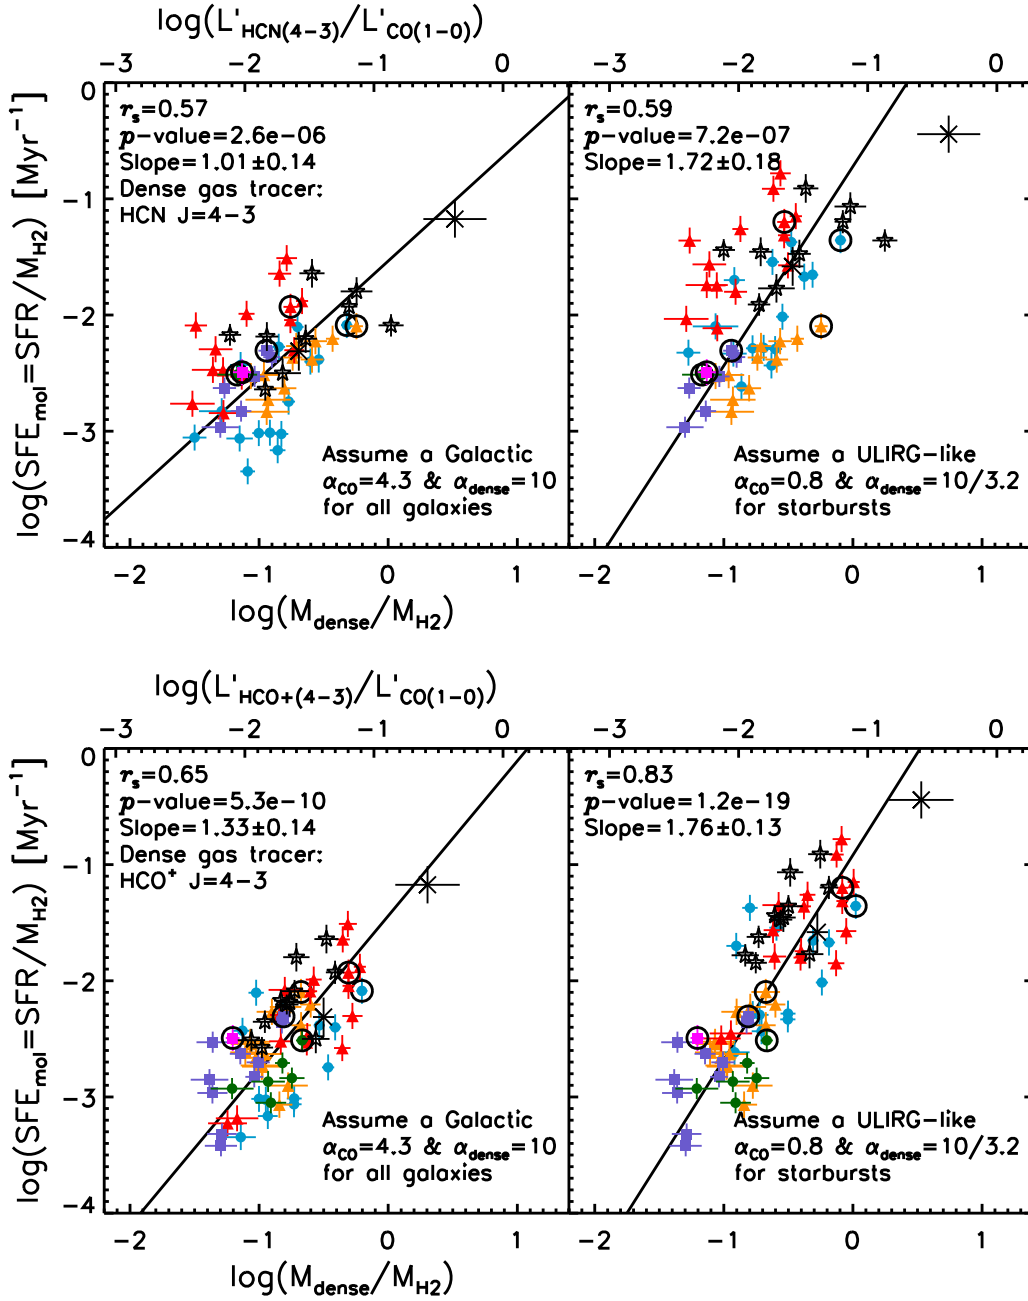 log(L'HCN(4−3)/L'CO(1−0))
−3 −2 −1 0 −3 −2 −1 0
0
−1
−2
−3
−4
log(SFEmol=SFR/MH2) [Myr−1]
rs=0.57
p-value=2.6e-06
Slope=1.01±0.14
Dense gas tracer:
HCN J=4−3
Assume a Galactic
αCO=4.3 & αdense=10
for all galaxies
rs=0.59
p-value=7.2e-07
Slope=1.72±0.18
Assume a ULIRG-like
αCO=0.8 & αdense=10/3.2
for starbursts
−2 −1 0 1 −2 −1 0 1
log(Mdense/MH2)
log(L'HCO+(4−3)/L'CO(1−0))
−3 −2 −1 0 −3 −2 −1 0
0
−1
−2
−3
−4
log(SFEmol=SFR/MH2) [Myr−1]
rs=0.65
p-value=5.3e-10
Slope=1.33±0.14
Dense gas tracer:
HCO+ J=4−3
Assume a Galactic
αCO=4.3 & αdense=10
for all galaxies
rs=0.83
p-value=1.2e-19
Slope=1.76±0.13
Assume a ULIRG-like
αCO=0.8 & αdense=10/3.2
for starbursts
−2 −1 0 1 −2 −1 0 1
log(Mdense/MH2)